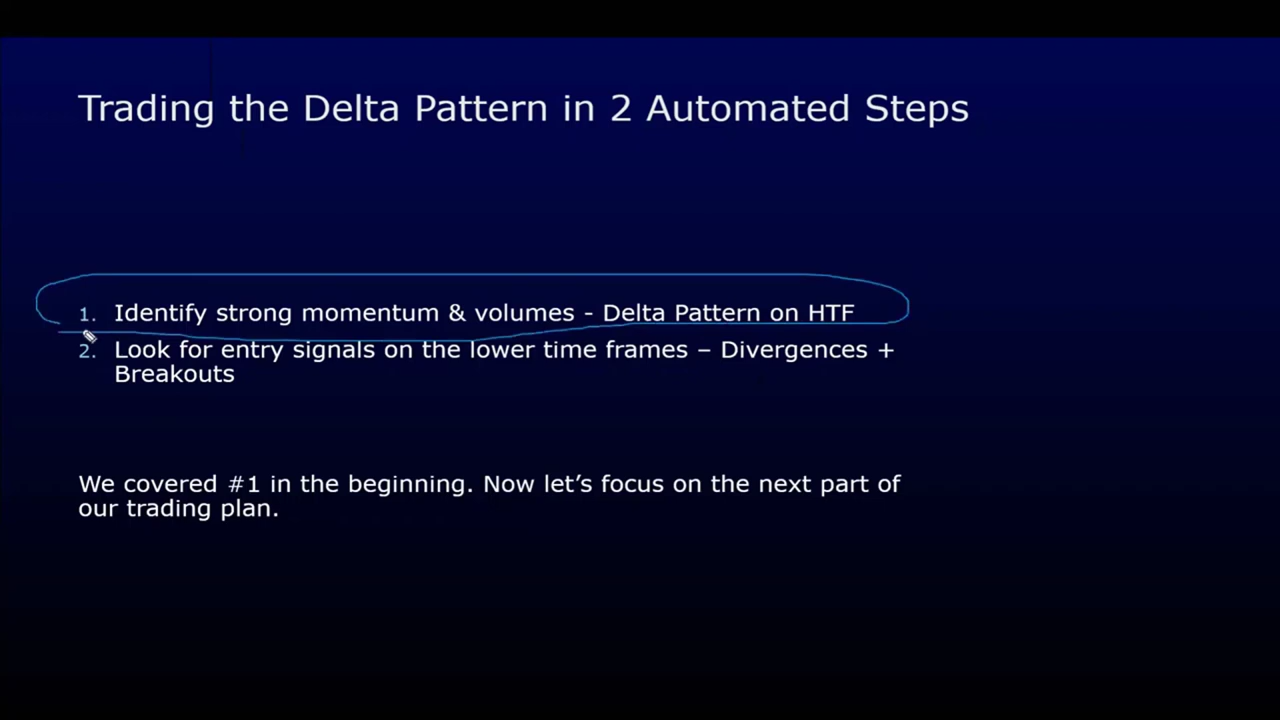 Trading the Delta Pattern in 2 Automated Steps
1. Identify strong momentum & volumes - Delta Pattern on HTF
2. Look for entry signals on the lower time frames – Divergences +
Breakouts
We covered #1 in the beginning. Now let’s focus on the next part of
our trading plan.